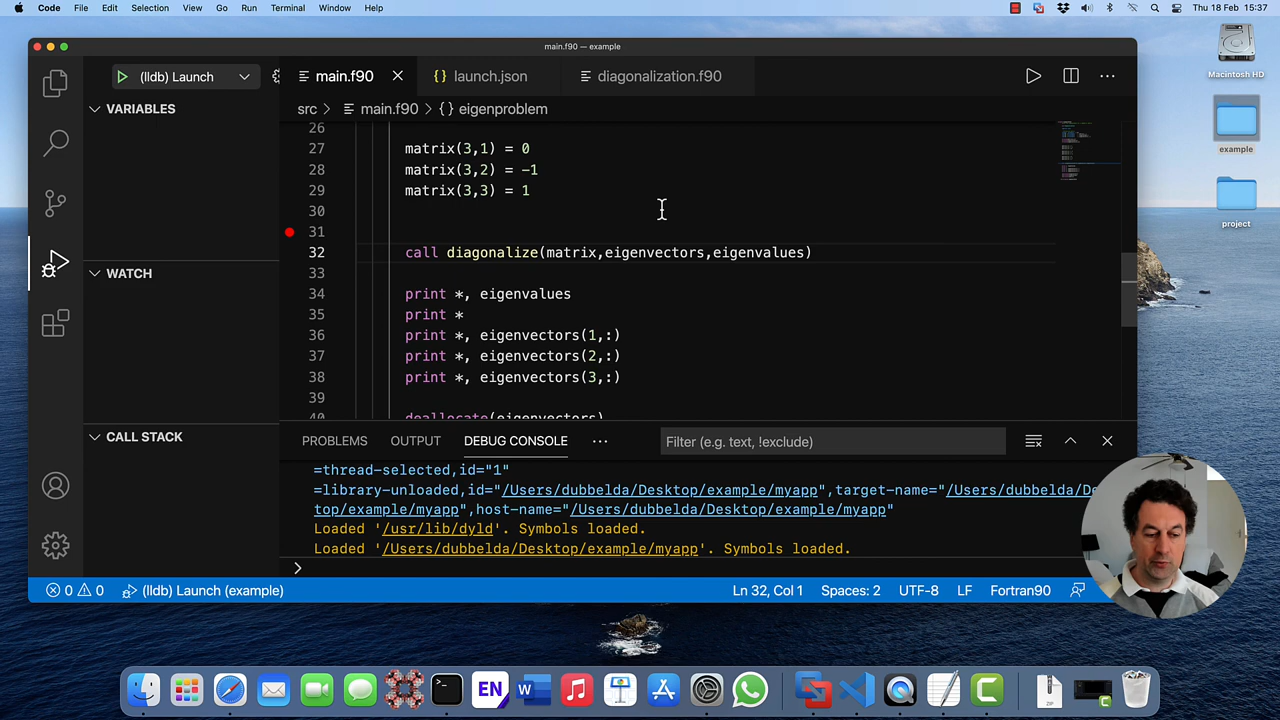 Code File Edit Selection View Go Run Terminal Window Help
Thu 18 Feb 15:37
main.f90 — example
(lldb) Launch
main.f90
launch.json
diagonalization.f90
src
main.f90
eigenproblem
VARIABLES
WATCH
CALL STACK
26
27 matrix(3,1) = 0
28 matrix(3,2) = -1
29 matrix(3,3) = 1
30
31
32 call diagonalize(matrix,eigenvectors,eigenvalues)
33
34 print *, eigenvalues
35 print *
36 print *, eigenvectors(1,:)
37 print *, eigenvectors(2,:)
38 print *, eigenvectors(3,:)
39
40 deallocate(eigenvectors)
PROBLEMS OUTPUT DEBUG CONSOLE
Filter (e.g. text, !exclude)
=thread-selected,id="1"
=library-unloaded,id="/Users/dubbelda/Desktop/example/myapp",target-name="/Users/dubbelda/Des
top/example/myapp",host-name="/Users/dubbelda/Desktop/example/myapp"
Loaded '/usr/lib/dyld'. Symbols loaded.
Loaded '/Users/dubbelda/Desktop/example/myapp'. Symbols loaded.
>
0 0 (lldb) Launch (example)
Ln 32, Col 1 Spaces: 2 UTF-8 LF Fortran90
Macintosh HD
example
project
EN
W
ZIP